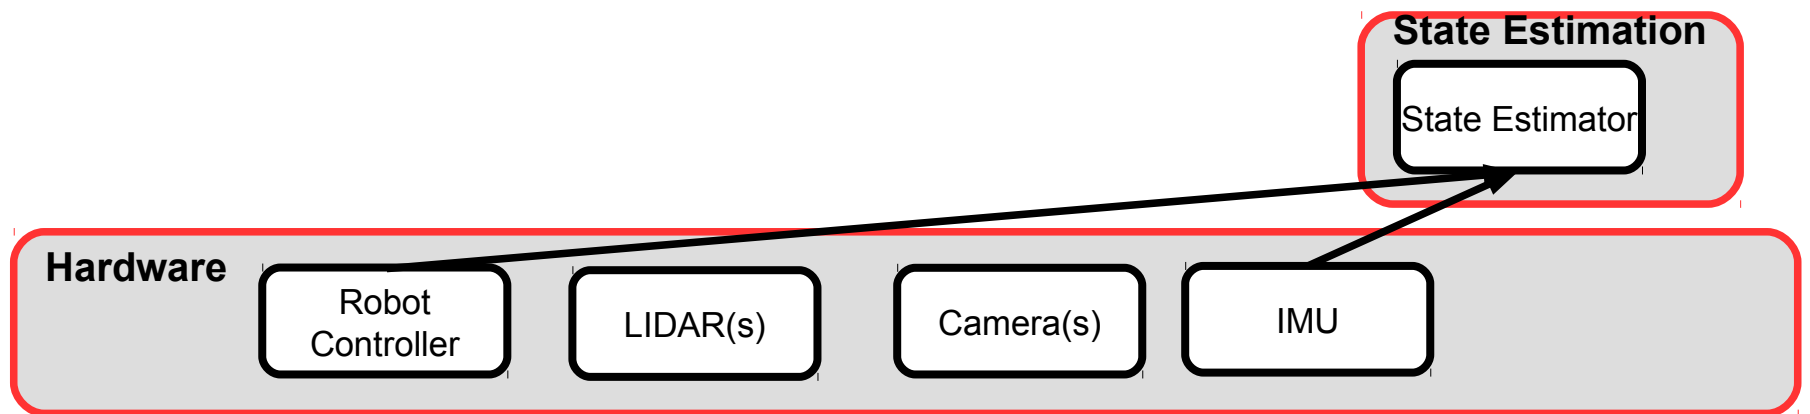 State Estimation
State Estimator
Hardware
Robot
Controller
LIDAR(s)
Camera(s)
IMU